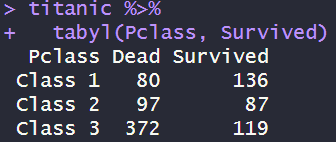 > titanic %>%
+   tabyl(Pclass, Survived)
  Pclass Dead Survived
 Class 1   80      136
 Class 2   97       87
 Class 3  372      119